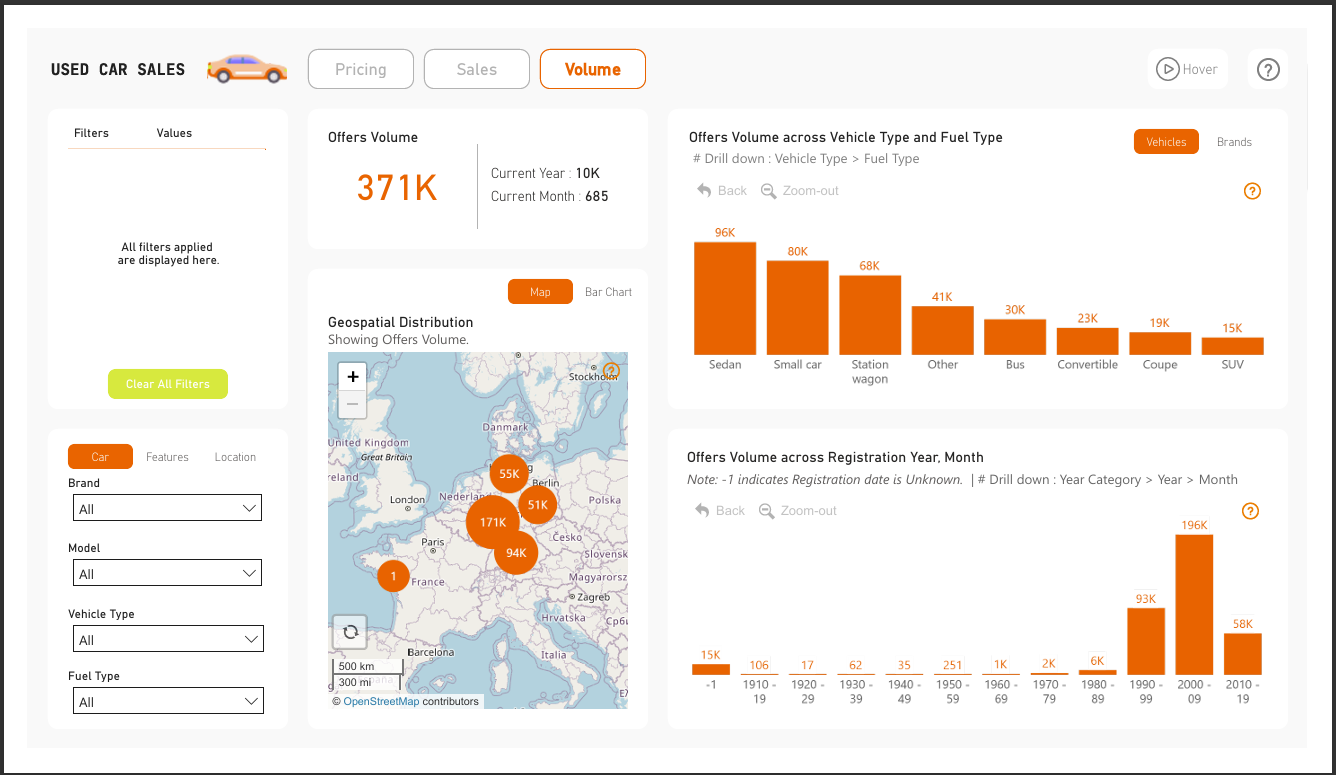 USED CAR SALES
Pricing
Sales
Volume
Hover
?
Filters Values
All filters applied
are displayed here.
Clear All Filters
Car
Features
Location
Brand
All
Model
All
Vehicle Type
All
Fuel Type
All
Offers Volume
371K
Current Year : 10K
Current Month : 685
Map
Bar Chart
Geospatial Distribution
Showing Offers Volume.
+
−
?
Stockholm
Danmark
United Kingdom
Great Britain
reland
55K
Berlin
London
Nederland
51K
Polska
171K
Česko
Paris
94K
Slovensk
1
France
Magyarorsz
Zagreb
Hrvatska
Срби
Barcelona
Italia
500 km
300 mi
© OpenStreetMap contributors
Offers Volume across Vehicle Type and Fuel Type
Vehicles
Brands
# Drill down : Vehicle Type > Fuel Type
Back
Zoom-out
?
96K
80K
68K
41K
30K
23K
19K
15K
Sedan
Small car
Station
wagon
Other
Bus
Convertible
Coupe
SUV
Offers Volume across Registration Year, Month
Note: -1 indicates Registration date is Unknown. | # Drill down : Year Category > Year > Month
Back
Zoom-out
?
15K
106
17
62
35
251
1K
2K
6K
93K
196K
58K
-1
1910 -
19
1920 -
29
1930 -
39
1940 -
49
1950 -
59
1960 -
69
1970 -
79
1980 -
89
1990 -
99
2000 -
09
2010 -
19